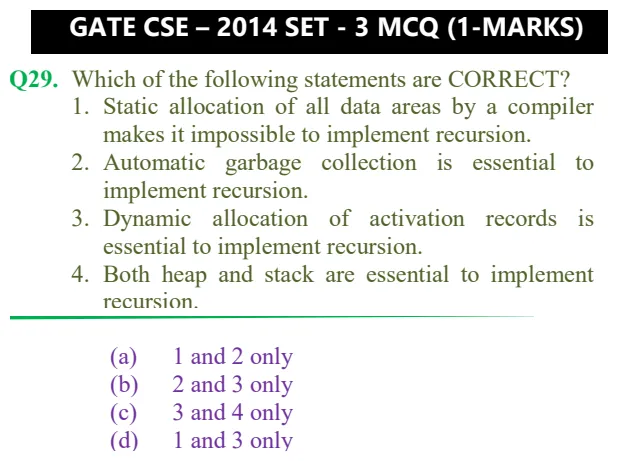 GATE CSE – 2014 SET - 3 MCQ (1-MARKS)
Q29. Which of the following statements are CORRECT?
1. Static allocation of all data areas by a compiler
makes it impossible to implement recursion.
2. Automatic garbage collection is essential to
implement recursion.
3. Dynamic allocation of activation records is
essential to implement recursion.
4. Both heap and stack are essential to implement
recursion.
(a) 1 and 2 only
(b) 2 and 3 only
(c) 3 and 4 only
(d) 1 and 3 only